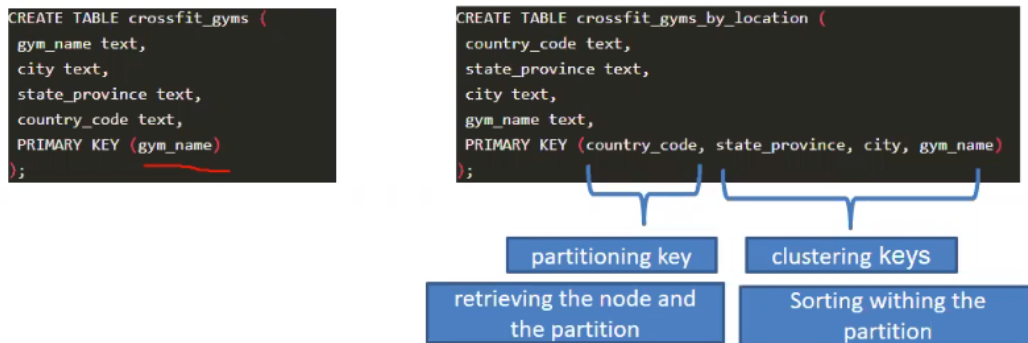 CREATE TABLE crossfit_gyms (
gym_name text,
city text,
state_province text,
country_code text,
PRIMARY KEY (gym_name)
);
CREATE TABLE crossfit_gyms_by_location (
country_code text,
state_province text,
city text,
gym_name text,
PRIMARY KEY (country_code, state_province, city, gym_name)
);
partitioning key
clustering keys
retrieving the node and
the partition
Sorting withing the
partition